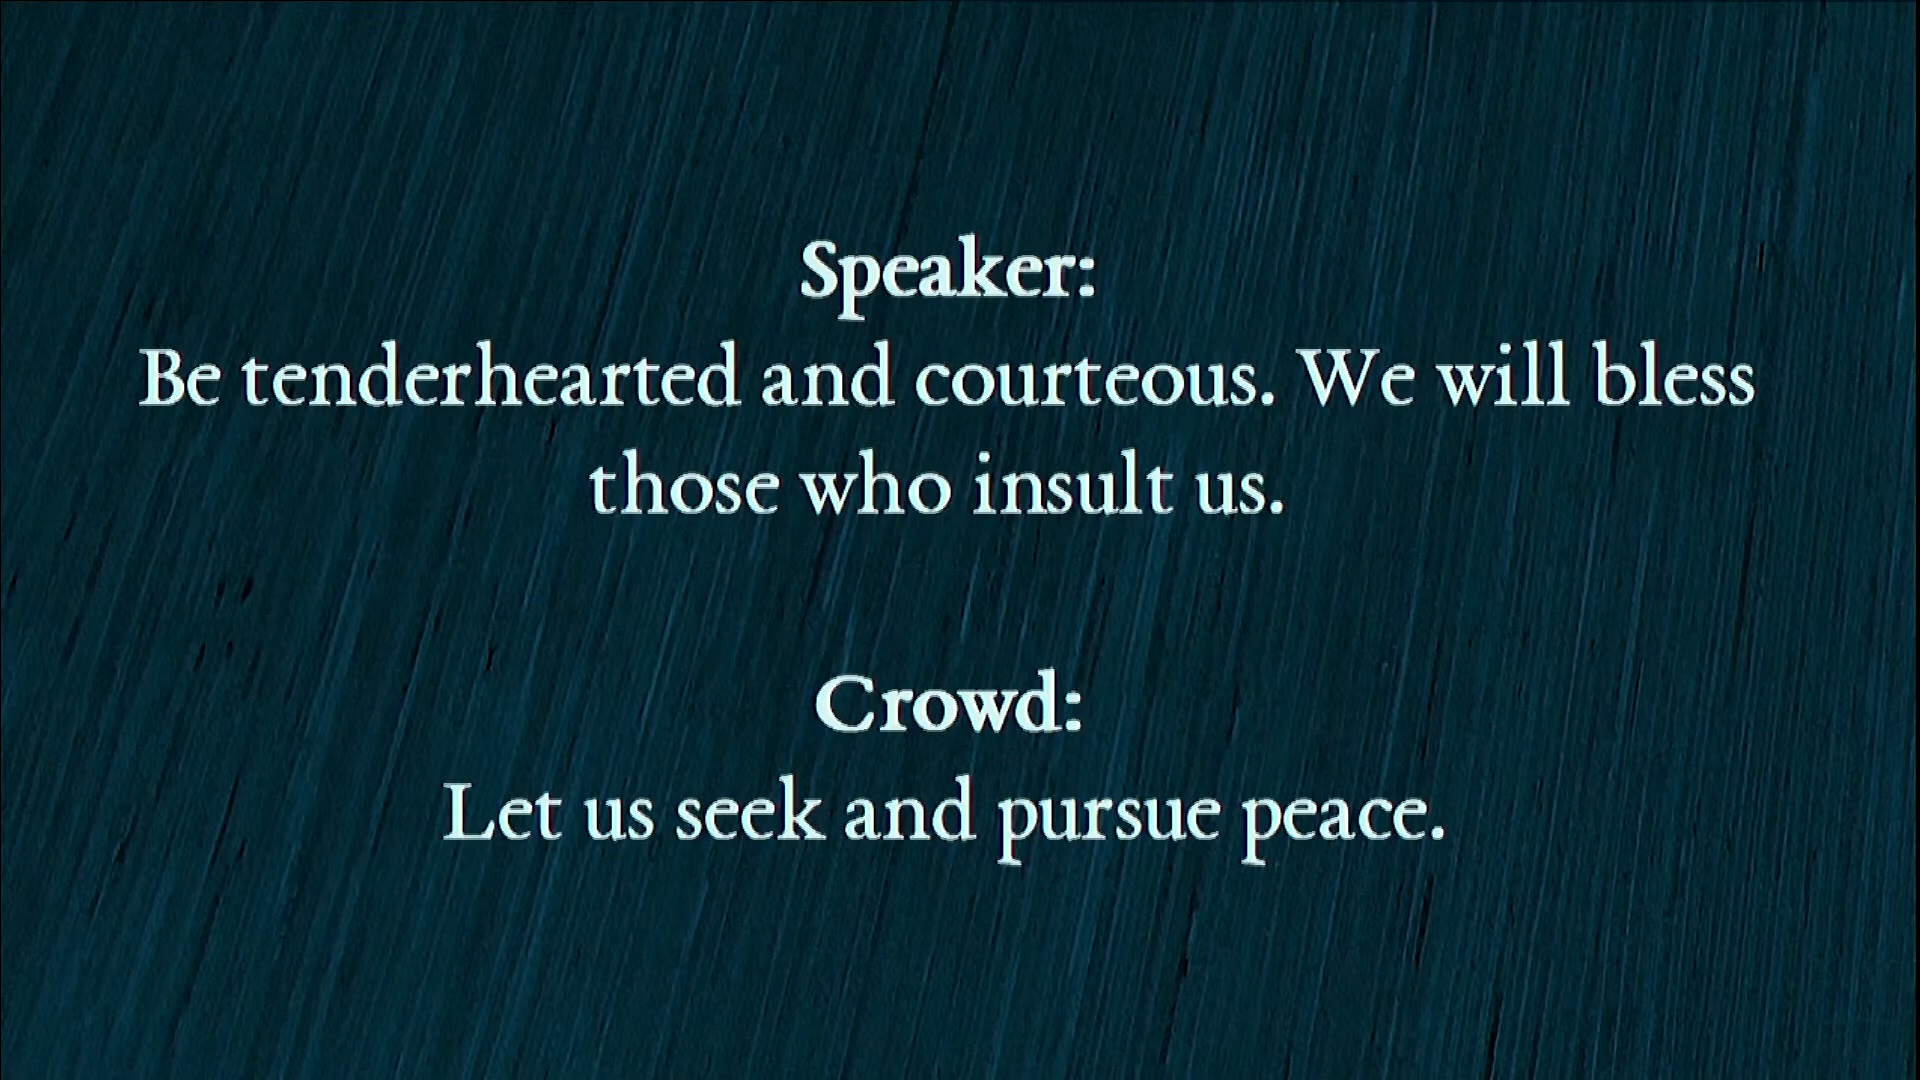 Speaker:
Be tenderhearted and courteous. We will bless
those who insult us.
Crowd:
Let us seek and pursue peace.